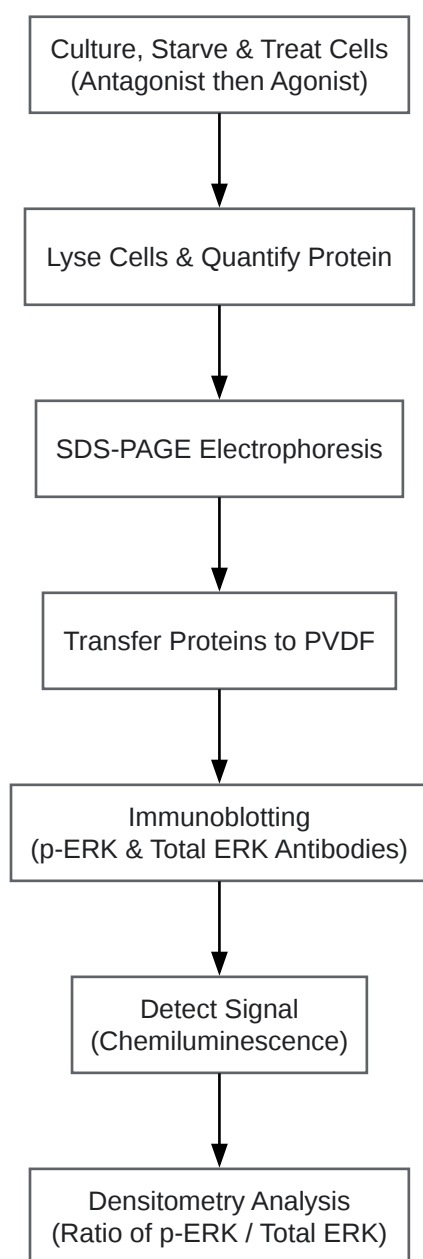 Culture, Starve & Treat Cells
(Antagonist then Agonist)
Lyse Cells & Quantify Protein
SDS-PAGE Electrophoresis
Transfer Proteins to PVDF
Immunoblotting
(p-ERK & Total ERK Antibodies)
Detect Signal
(Chemiluminescence)
Densitometry Analysis
(Ratio of p-ERK / Total ERK)